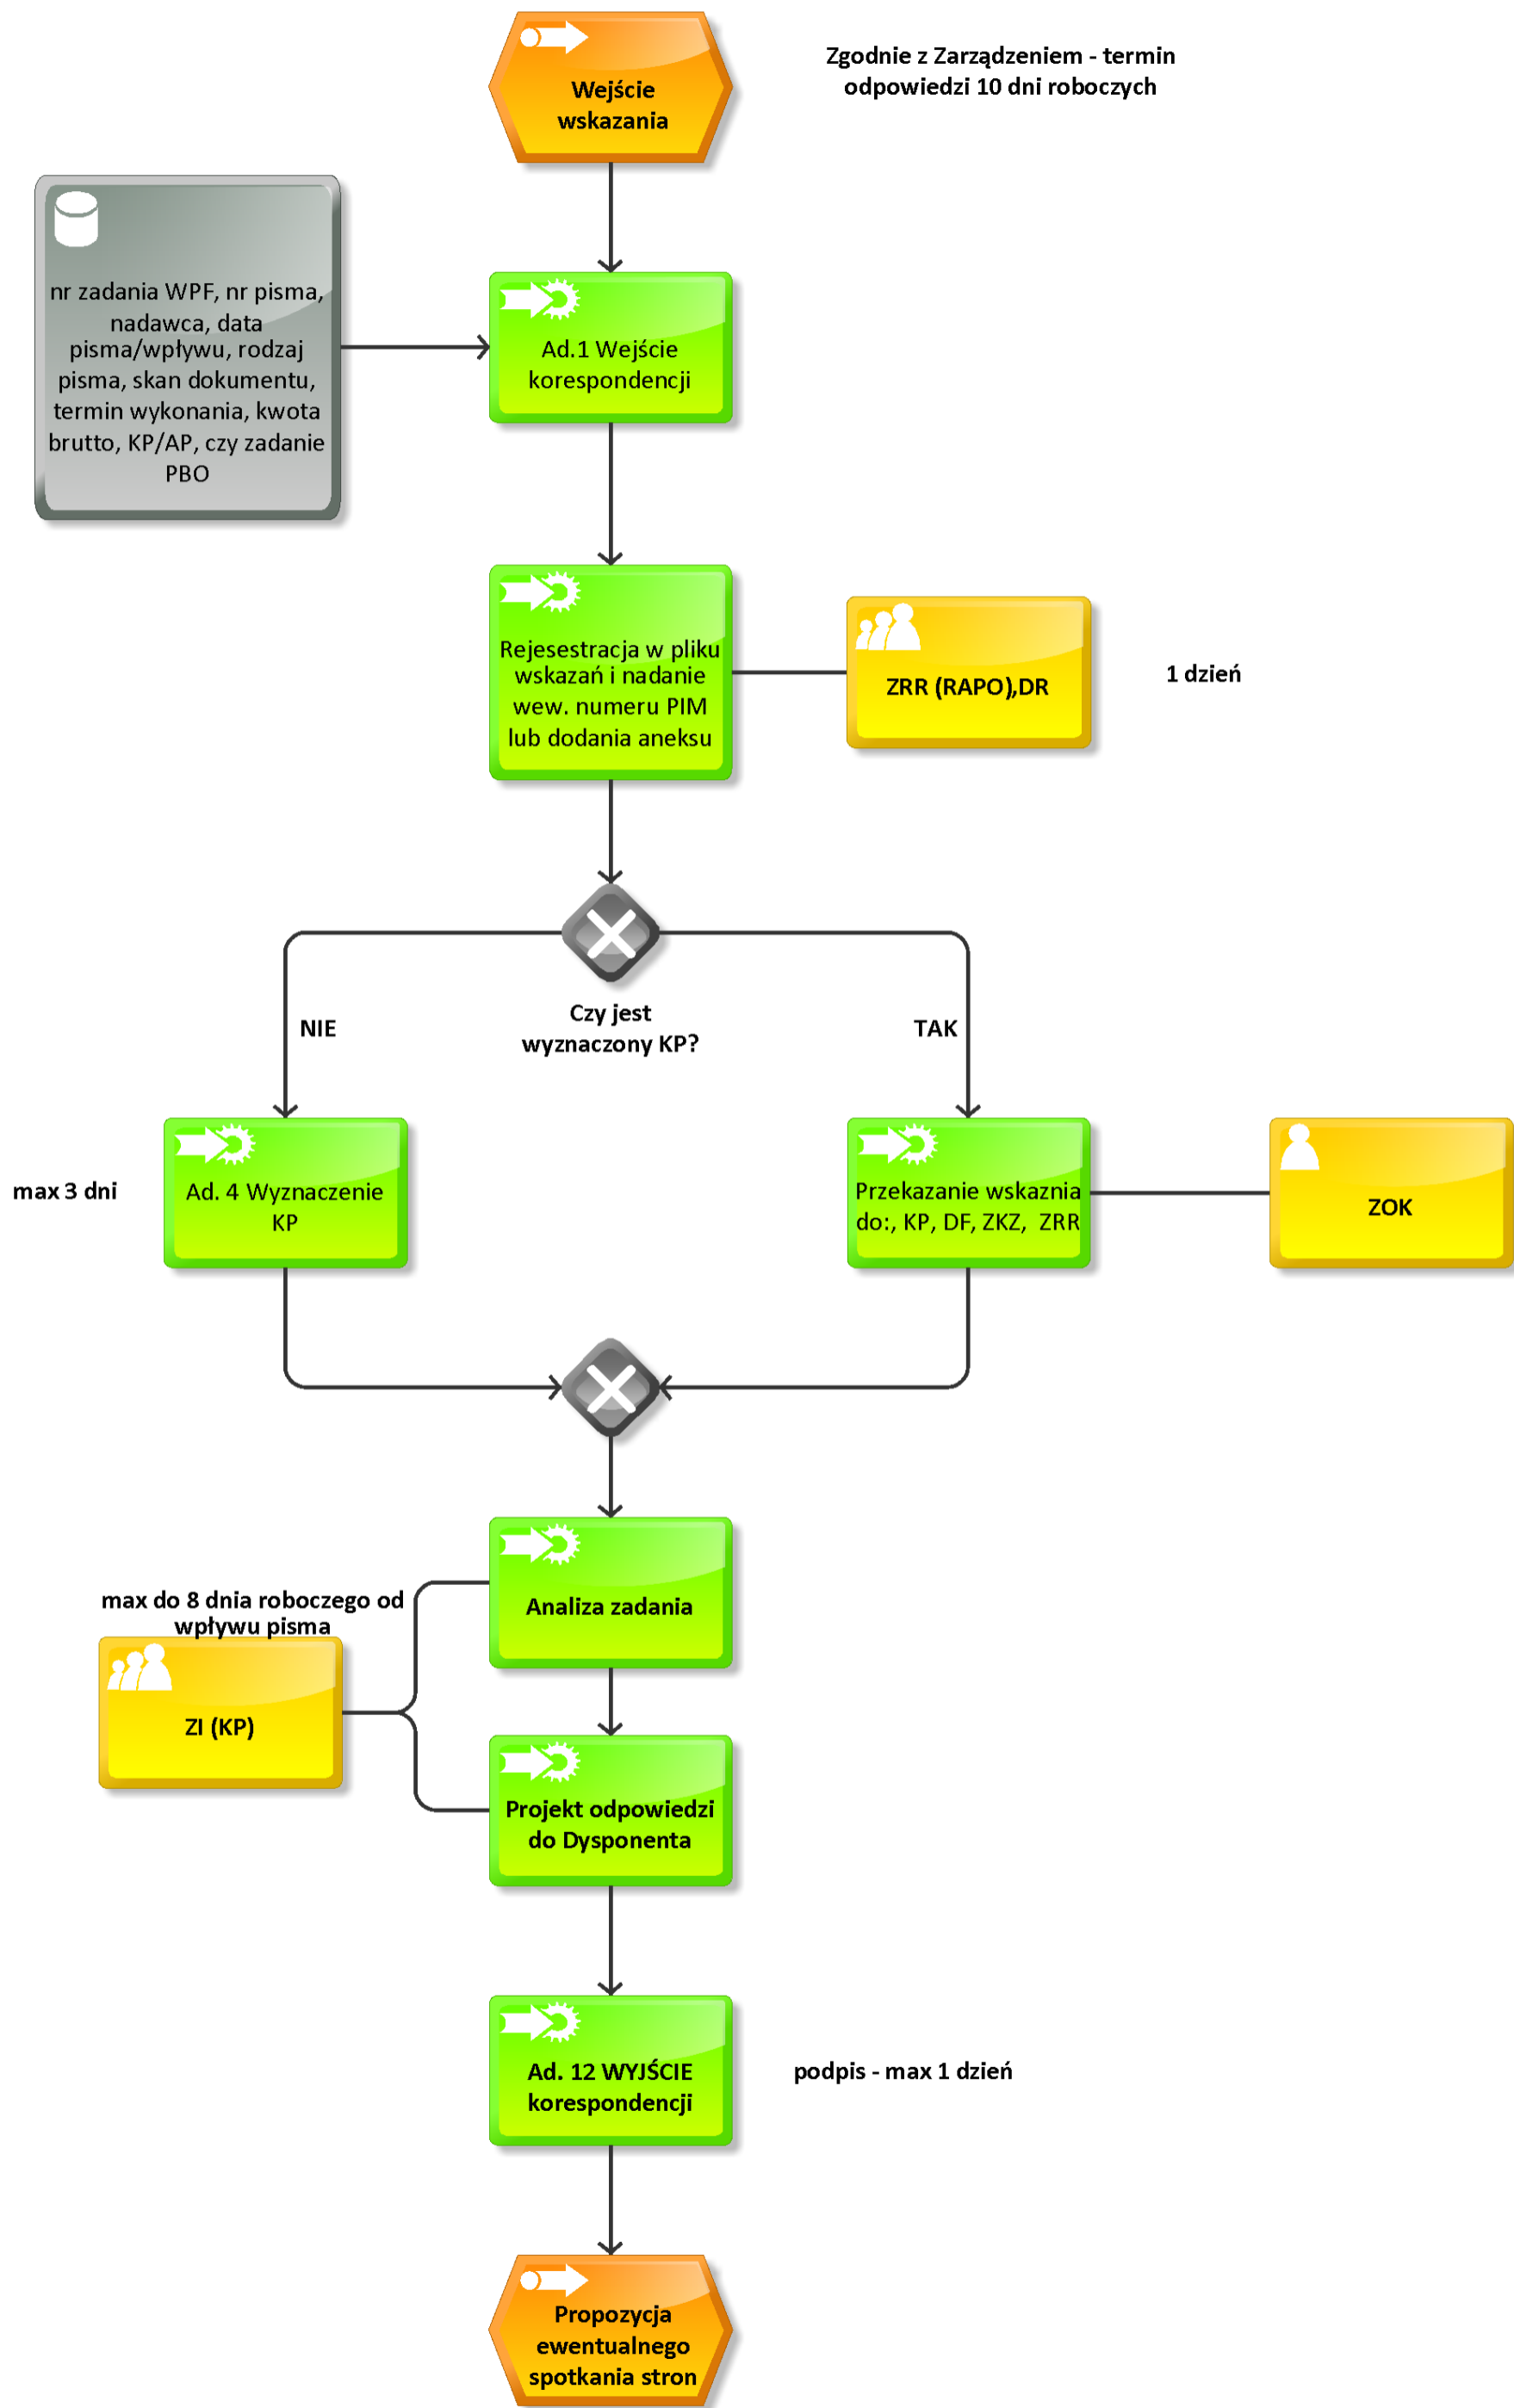 Wejście
wskazania
Zgodnie z Zarządzeniem - termin
odpowiedzi 10 dni roboczych
nr zadania WPF, nr pisma,
nadawca, data
pisma/wpływu, rodzaj
pisma, skan dokumentu,
termin wykonania, kwota
brutto, KP/AP, czy zadanie
PBO
Ad.1 Wejście
korespondencji
Rejesestracja w pliku
wskazań i nadanie
wew. numeru PIM
lub dodania aneksu
ZRR (RAPO),DR
1 dzień
Czy jest
wyznaczony KP?
NIE
TAK
max 3 dni
Ad. 4 Wyznaczenie
KP
Przekazanie wskaznia
do:, KP, DF, ZKZ, ZRR
ZOK
Analiza zadania
max do 8 dnia roboczego od
wpływu pisma
ZI (KP)
Projekt odpowiedzi
do Dysponenta
Ad. 12 WYJŚCIE
korespondencji
podpis - max 1 dzień
Propozycja
ewentualnego
spotkania stron